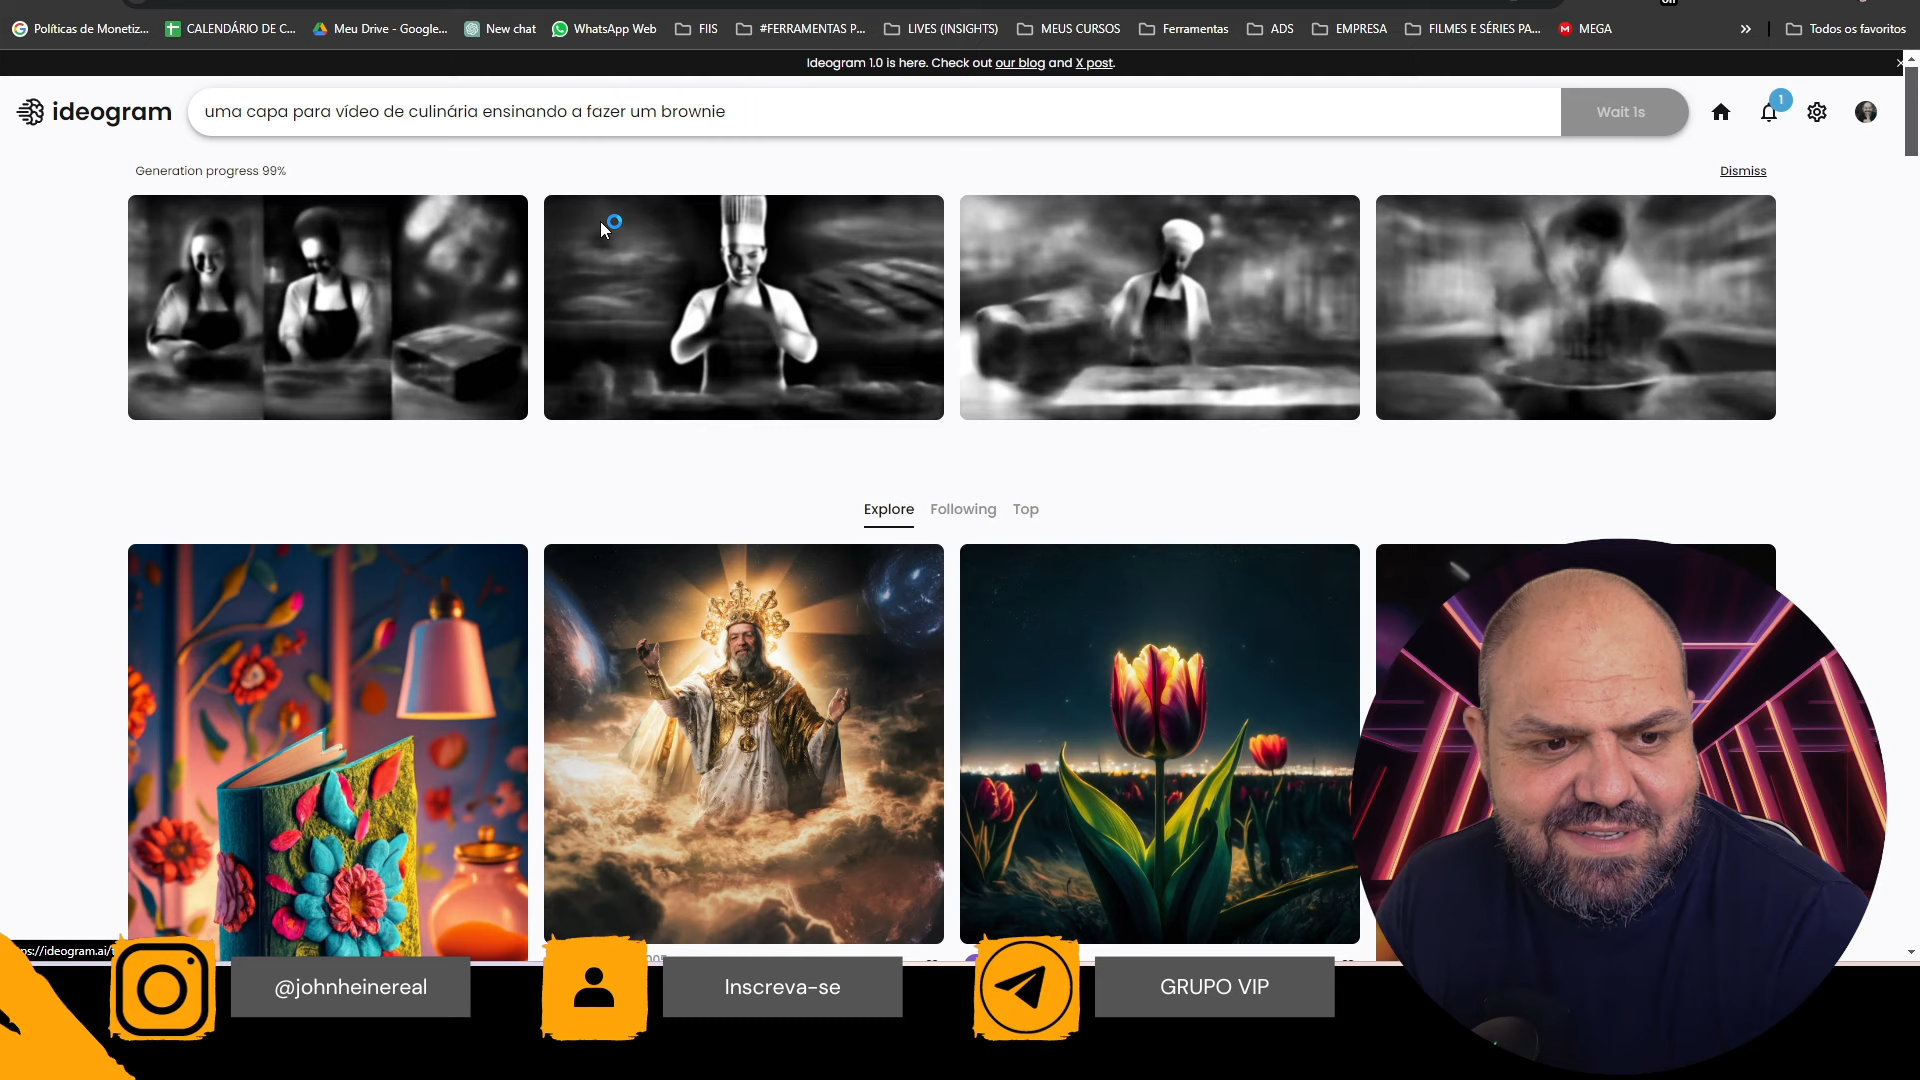 Políticas de Monetiz...
CALENDÁRIO DE C...
Meu Drive - Google...
New chat
WhatsApp Web
FIIS
#FERRAMENTAS P...
LIVES (INSIGHTS)
MEUS CURSOS
Ferramentas
ADS
EMPRESA
FILMES E SÉRIES PA...
MEGA
Todos os favoritos
Ideogram 1.0 is here. Check out our blog and X post.
ideogram
uma capa para vídeo de culinária ensinando a fazer um brownie
Wait 1s
1
Generation progress 99%
Dismiss
Explore
Following
Top
@johnheinereal
Inscreva-se
GRUPO VIP